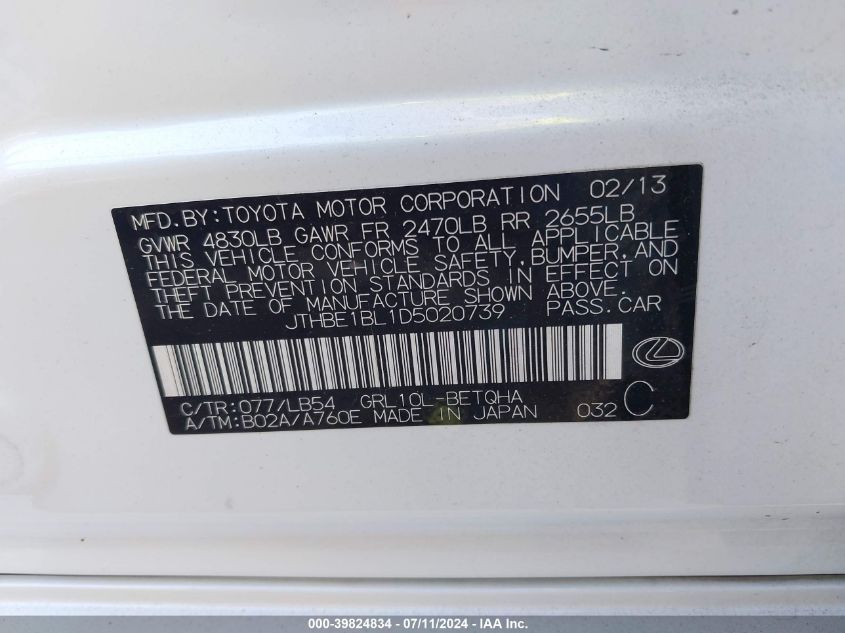 MFD.BY:TOYOTA MOTOR CORPORATION 02/13
GVWR 4830LB GAWR FR 2470LB RR 2655LB
THIS VEHICLE CONFORMS TO ALL APPLICABLE
FEDERAL MOTOR VEHICLE SAFETY,BUMPER,AND
THEFT PREVENTION STANDARDS IN EFFECT ON
THE DATE OF MANUFACTURE SHOWN ABOVE.
JTHBE1BL1D5020739 PASS.CAR
C/TR:077/LB54 GRL10L-BETQHA
A/TM:B02A/A760E MADE IN JAPAN 032 C
000-39824834 / 07/11/2024 - IAA Inc.